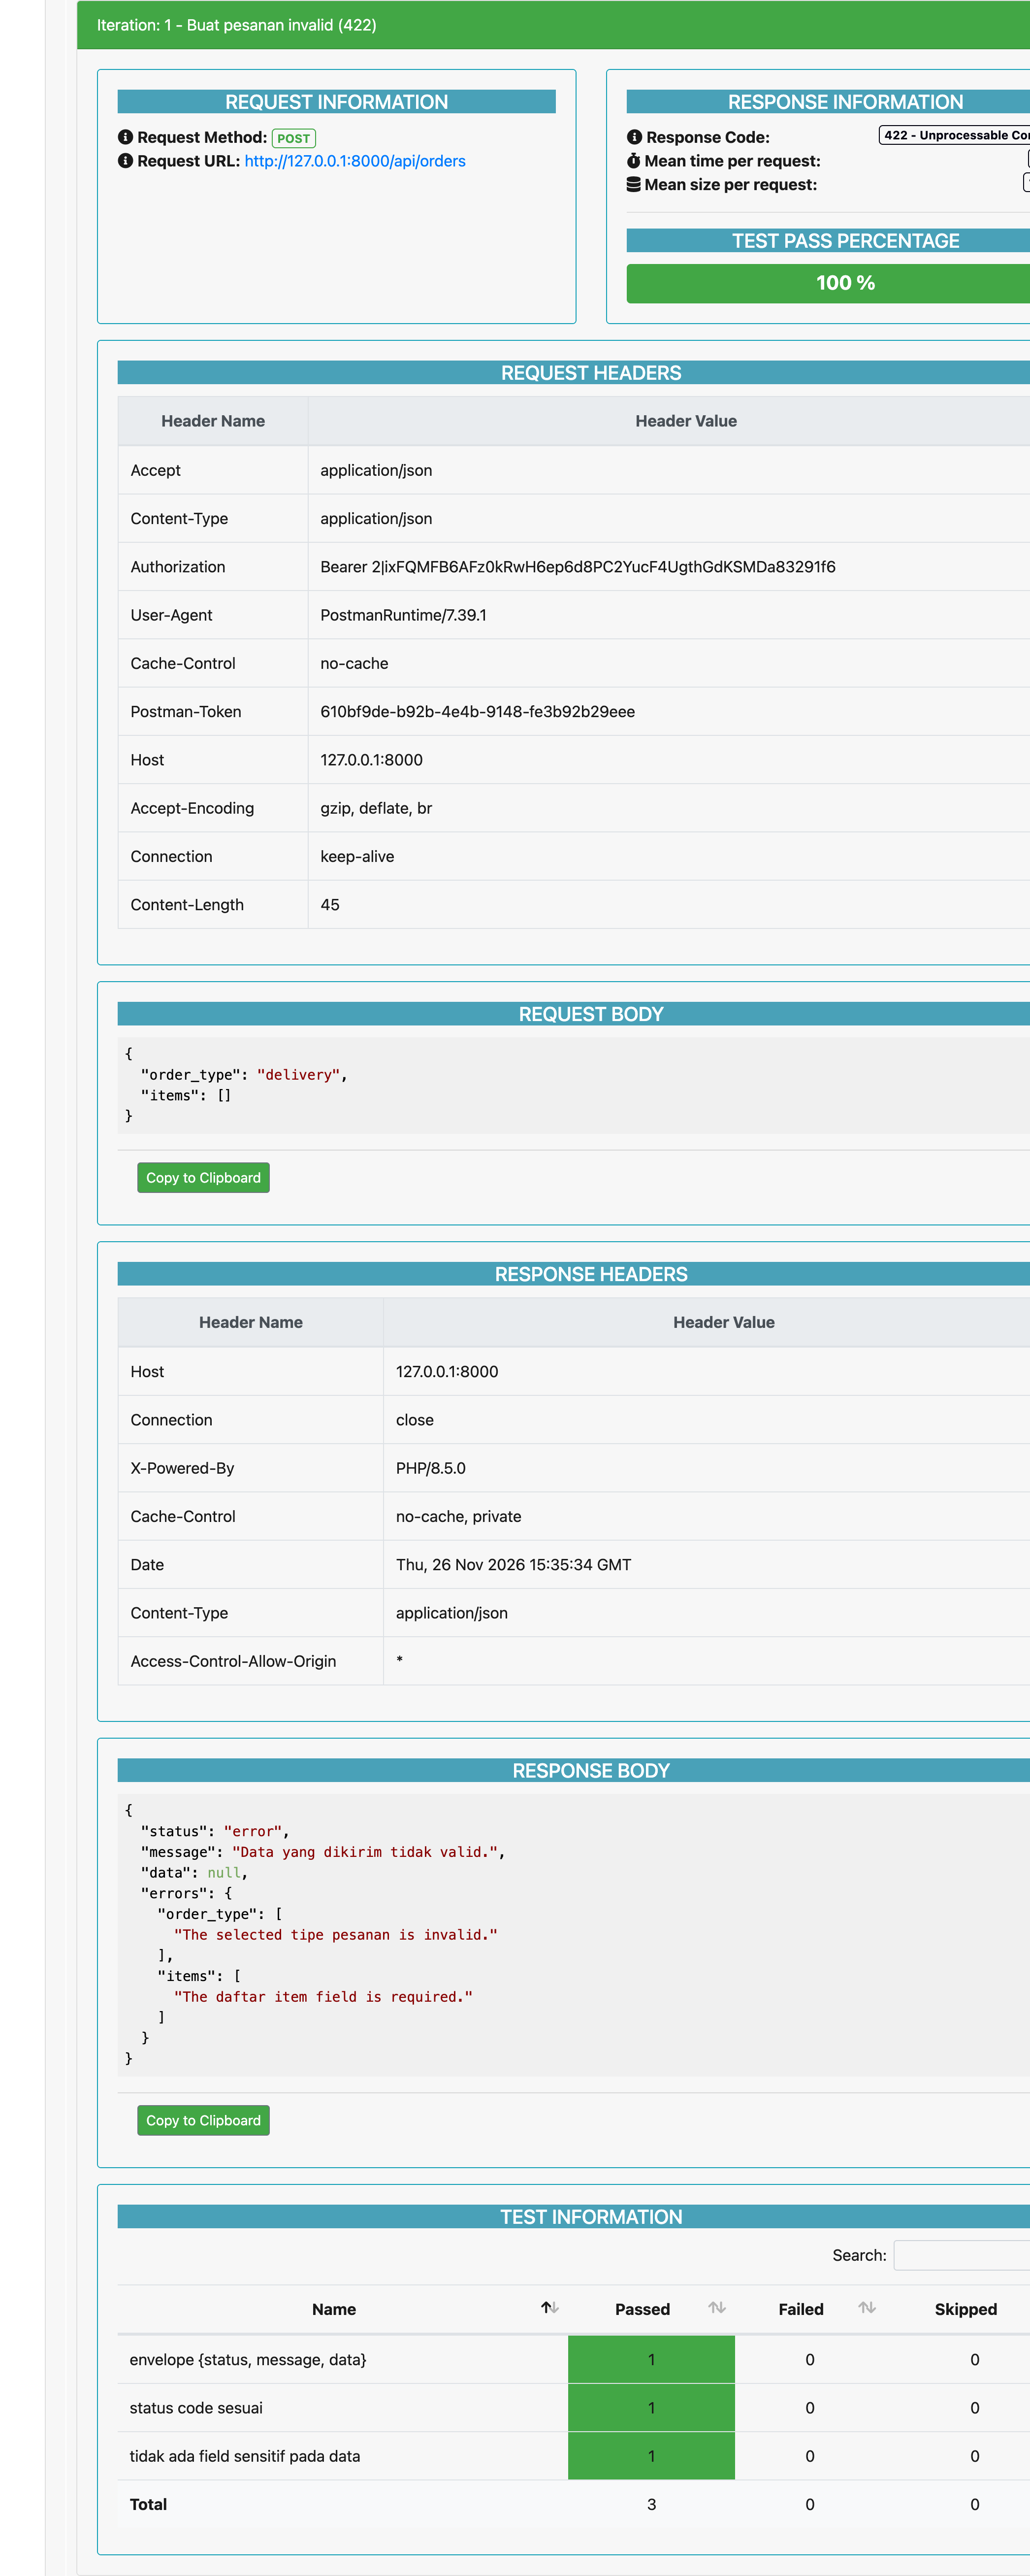 Iteration: 1 - Buat pesanan invalid (422)
REQUEST INFORMATION
Request Method: POST
Request URL: http://127.0.0.1:8000/api/orders
RESPONSE INFORMATION
Response Code: 422 - Unprocessable Co
Mean time per request:
Mean size per request:
TEST PASS PERCENTAGE
100 %
REQUEST HEADERS
Header Name Header Value
Accept application/json
Content-Type application/json
Authorization Bearer 2|ixFQMFB6AFz0kRwH6ep6d8PC2YucF4UgthGdKSMDa83291f6
User-Agent PostmanRuntime/7.39.1
Cache-Control no-cache
Postman-Token 610bf9de-b92b-4e4b-9148-fe3b92b29eee
Host 127.0.0.1:8000
Accept-Encoding gzip, deflate, br
Connection keep-alive
Content-Length 45
REQUEST BODY
{
"order_type": "delivery",
"items": []
}
Copy to Clipboard
RESPONSE HEADERS
Header Name Header Value
Host 127.0.0.1:8000
Connection close
X-Powered-By PHP/8.5.0
Cache-Control no-cache, private
Date Thu, 26 Nov 2026 15:35:34 GMT
Content-Type application/json
Access-Control-Allow-Origin *
RESPONSE BODY
{
"status": "error",
"message": "Data yang dikirim tidak valid.",
"data": null,
"errors": {
"order_type": [
"The selected tipe pesanan is invalid."
],
"items": [
"The daftar item field is required."
]
}
}
Copy to Clipboard
TEST INFORMATION
Search:
Name Passed Failed Skipped
envelope {status, message, data} 1 0 0
status code sesuai 1 0 0
tidak ada field sensitif pada data 1 0 0
Total 3 0 0